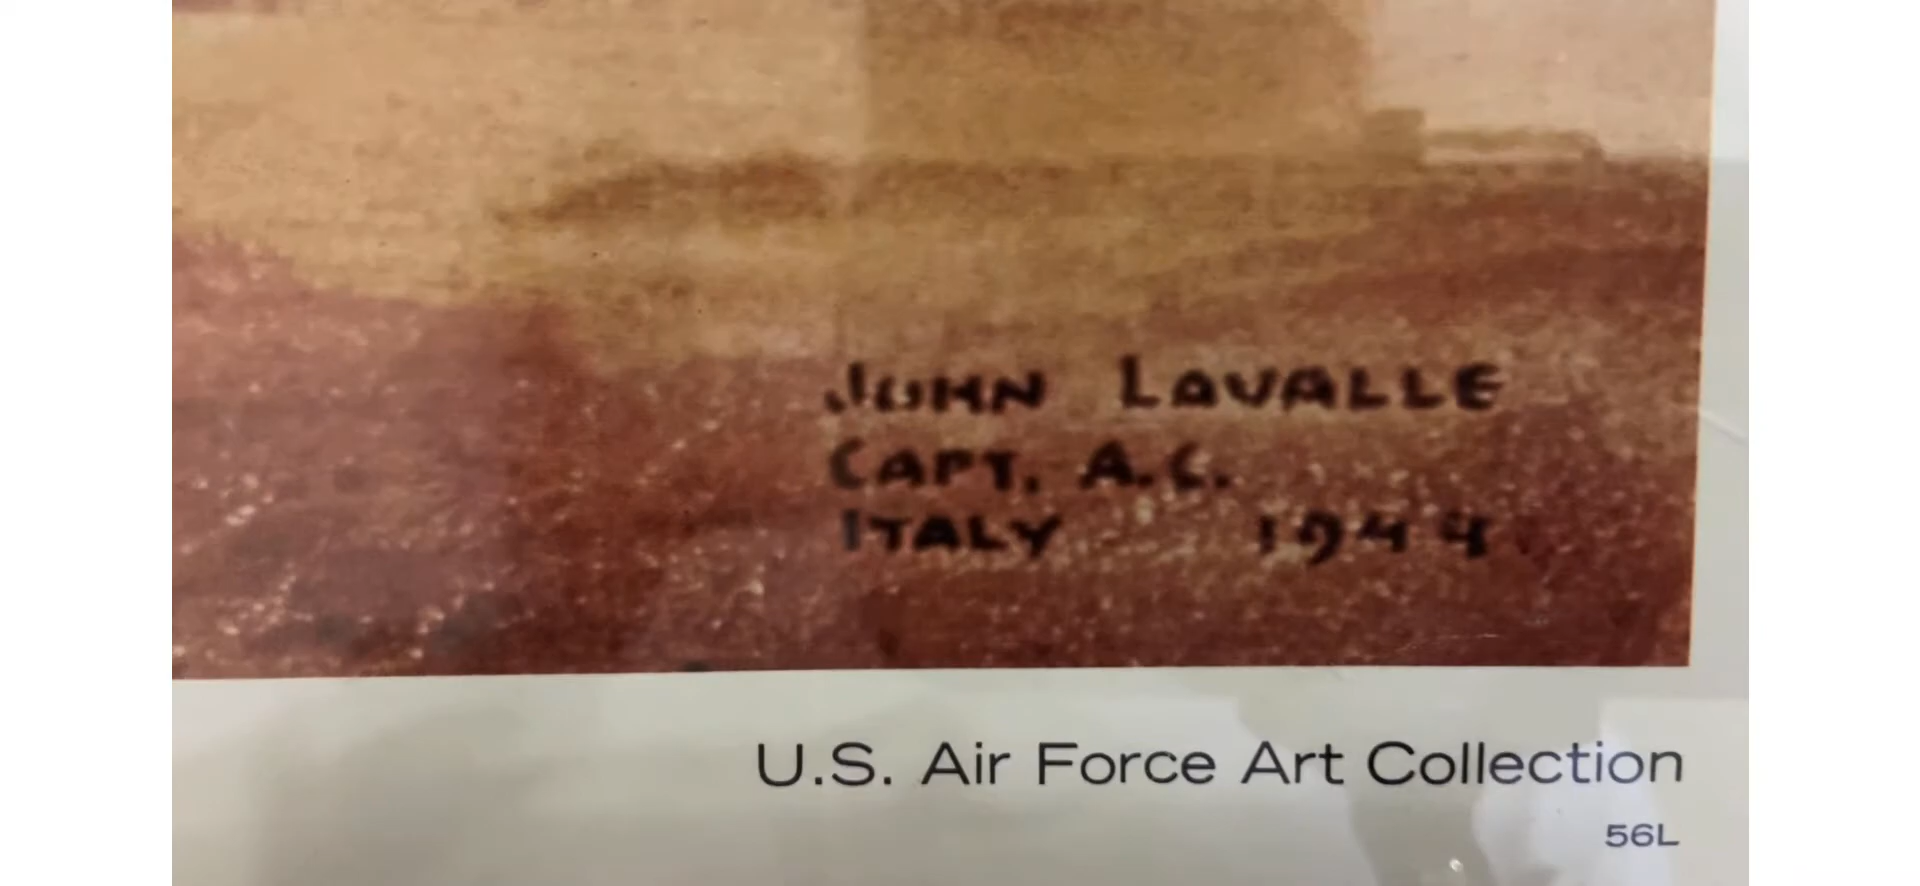 JOHN LAVALLE
CAPT. A.C.
ITALY 1944
U.S. Air Force Art Collection
56L